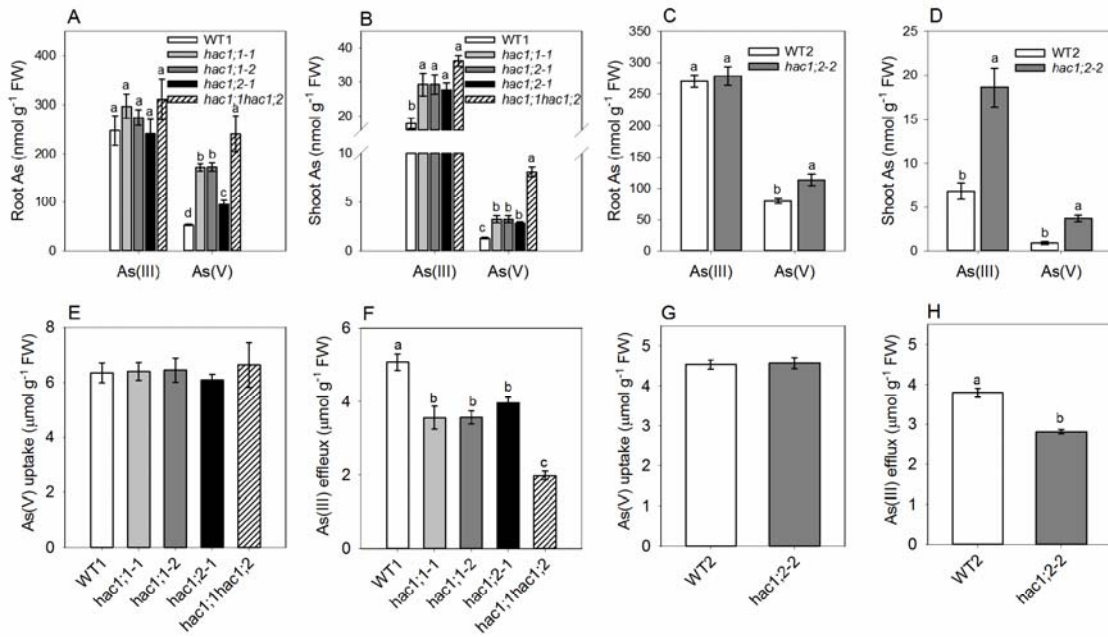 A
WT1
hac1;1-1
hac1;1-2
hac1;2-1
hac1;1hac1;2
Root As (nmol g-1 FW)
400
300
200
100
0
a
a
a
a
a
d
b
b
c
a
As(III)
As(V)
B
WT1
hac1;1-1
hac1;2-1
hac1;2-1
hac1;1hac1;2
Shoot As (nmol g-1 FW)
40
30
20
10
5
0
b
a
a
a
a
c
b
b
b
a
As(III)
As(V)
C
WT2
hac1;2-2
Root As (nmol g-1 FW)
350
300
250
200
150
100
50
0
a
a
b
a
As(III)
As(V)
D
WT2
hac1;2-2
Shoot As (nmol g-1 FW)
25
20
15
10
5
0
b
a
b
a
As(III)
As(V)
E
As(V) uptake (μmol g-1 FW)
8
6
4
2
0
WT1
hac1;1-1
hac1;1-2
hac1;2-1
hac1;1hac1;2
F
As(III) effleux (μmol g-1 FW)
6
4
2
0
a
b
b
b
c
WT1
hac1;1-1
hac1;1-2
hac1;2-1
hac1;1hac1;2
G
As(V) uptake (μmol g-1 FW)
5
4
3
2
1
0
WT2
hac1;2-2
H
As(III) efflux (μmol g-1 FW)
5
4
3
2
1
0
a
b
WT2
hac1;2-2